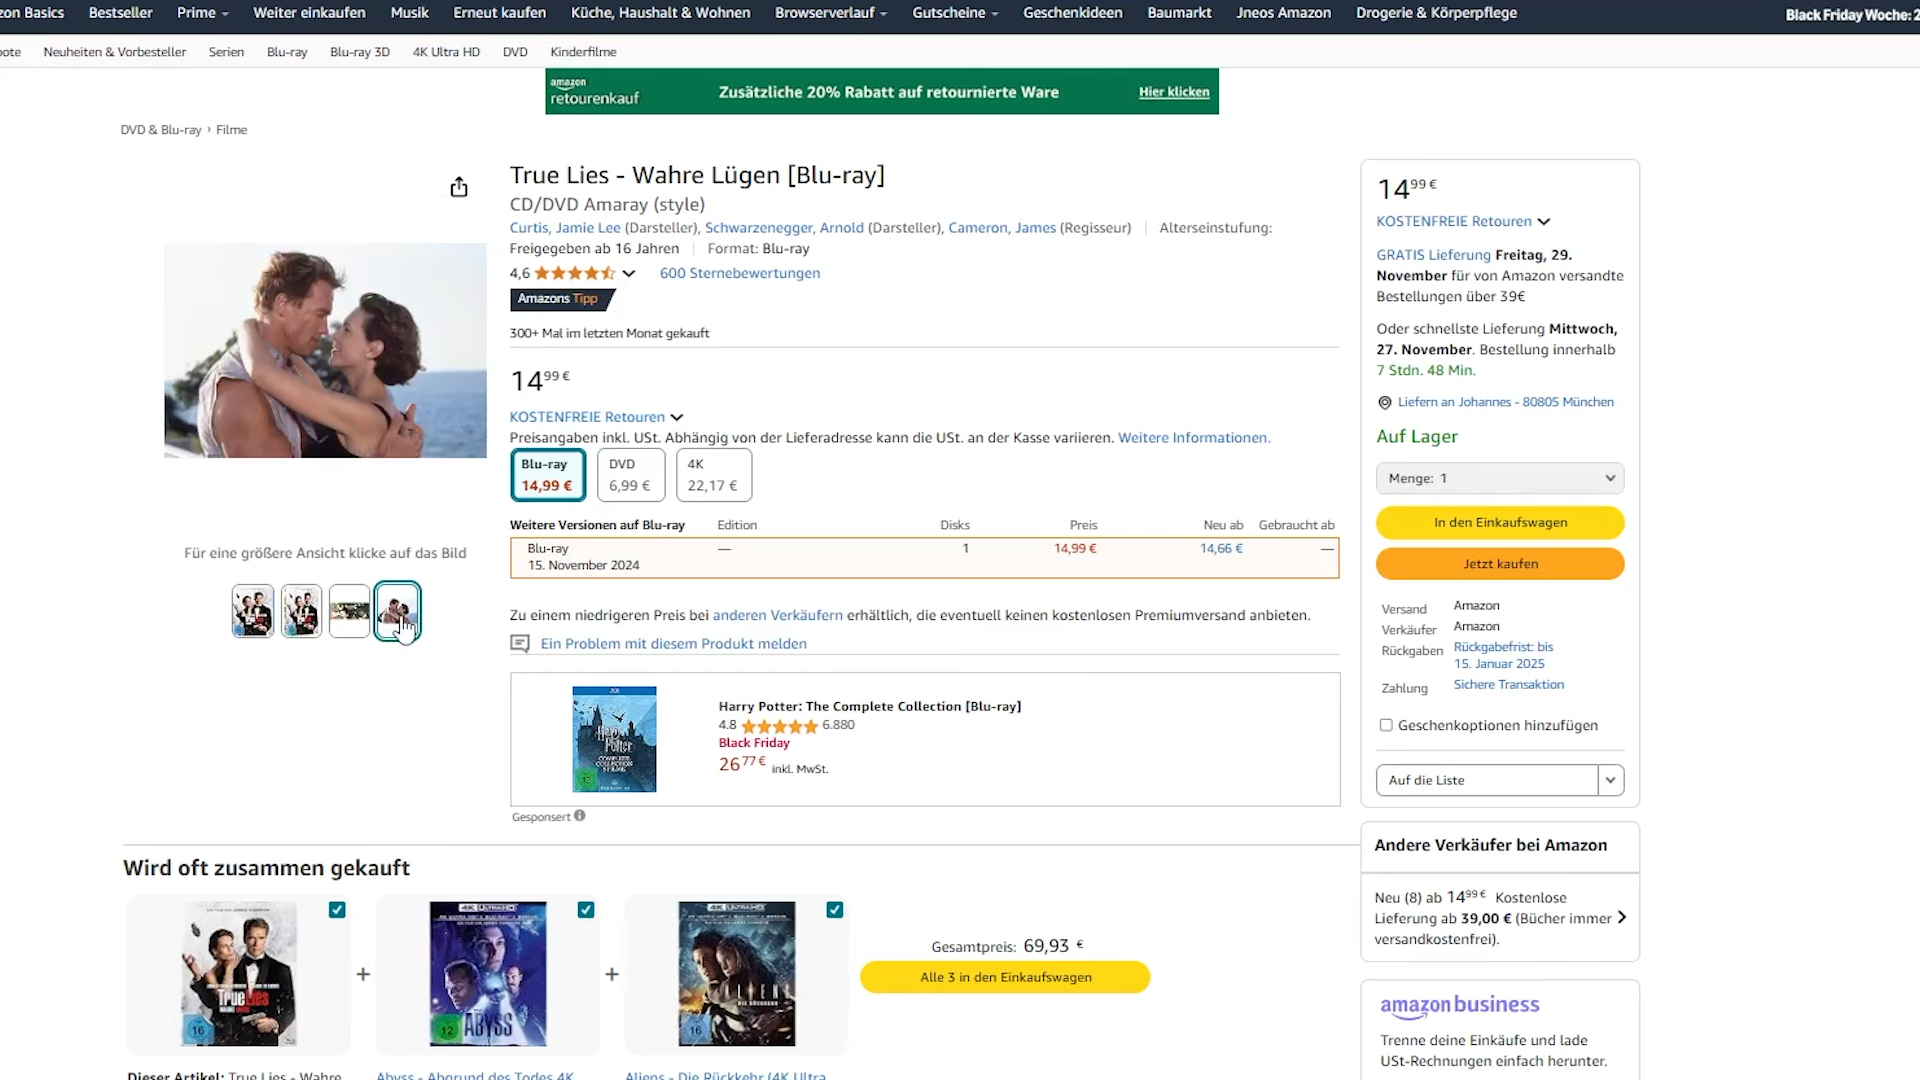 zon Basics Bestseller Prime Weiter einkaufen Musik Erneut kaufen Küche, Haushalt & Wohnen Browserverlauf Gutscheine Geschenkideen Baumarkt Jneos Amazon Drogerie & Körperpflege Black Friday Woche: 2
ote Neuheiten & Vorbesteller Serien Blu-ray Blu-ray 3D 4K Ultra HD DVD Kinderfilme
amazon
retourenkauf
Zusätzliche 20% Rabatt auf retournierte Ware
Hier klicken
DVD & Blu-ray › Filme
Für eine größere Ansicht klicke auf das Bild
True Lies - Wahre Lügen [Blu-ray]
CD/DVD Amaray (style)
Curtis, Jamie Lee (Darsteller), Schwarzenegger, Arnold (Darsteller), Cameron, James (Regisseur) | Alterseinstufung:
Freigegeben ab 16 Jahren | Format: Blu-ray
4,6 600 Sternebewertungen
Amazons Tipp
300+ Mal im letzten Monat gekauft
14 99 €
KOSTENFREIE Retouren
Preisangaben inkl. USt. Abhängig von der Lieferadresse kann die USt. an der Kasse variieren. Weitere Informationen.
Blu-ray DVD 4K
14,99 € 6,99 € 22,17 €
Weitere Versionen auf Blu-ray Edition Disks Preis Neu ab Gebraucht ab
Blu-ray — 1 14,99 € 14,66 € —
15. November 2024
Zu einem niedrigeren Preis bei anderen Verkäufern erhältlich, die eventuell keinen kostenlosen Premiumversand anbieten.
Ein Problem mit diesem Produkt melden
Harry Potter: The Complete Collection [Blu-ray]
4.8 6.880
Black Friday
26 77 € inkl. MwSt.
Gesponsert
14 99 €
KOSTENFREIE Retouren
GRATIS Lieferung Freitag, 29.
November für von Amazon versandte
Bestellungen über 39€
Oder schnellste Lieferung Mittwoch,
27. November. Bestellung innerhalb
7 Stdn. 48 Min.
Liefern an Johannes - 80805 München
Auf Lager
Menge: 1
In den Einkaufswagen
Jetzt kaufen
Versand Amazon
Verkäufer Amazon
Rückgaben Rückgabefrist: bis
15. Januar 2025
Zahlung Sichere Transaktion
Geschenkoptionen hinzufügen
Auf die Liste
Andere Verkäufer bei Amazon
Neu (8) ab 14 99 € Kostenlose
Lieferung ab 39,00 € (Bücher immer
versandkostenfrei).
amazon business
Trenne deine Einkäufe und lade
USt-Rechnungen einfach herunter.
Wird oft zusammen gekauft
True Lies
16
+
4K ULTRAHD
ABYSS
12
+
4K ULTRAHD
ALIENS
DIE RÜCKKEHR
16
Gesamtpreis: 69,93 €
Alle 3 in den Einkaufswagen
Dieser Artikel: True Lies - Wahre
Abyss - Abgrund des Todes 4K
Aliens - Die Rückkehr (4K Ultra